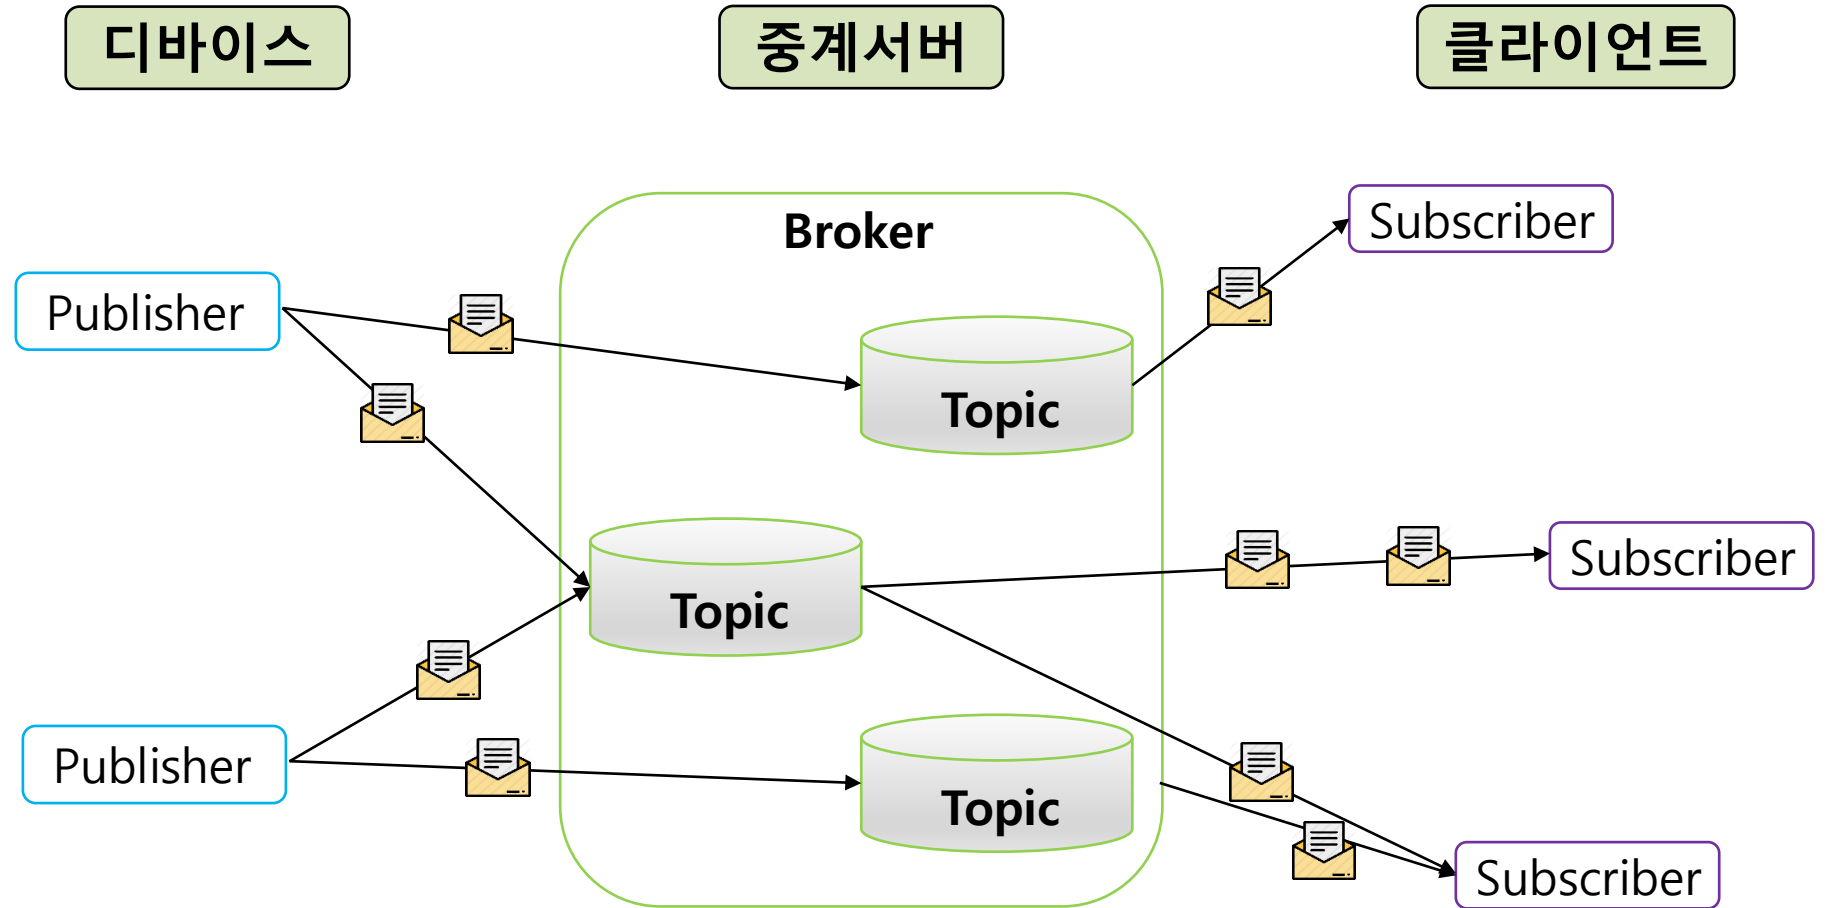 디바이스
중계서버
클라이언트
Broker
Subscriber
Publisher
Topic
Subscriber
Topic
Publisher
Topic
Subscriber